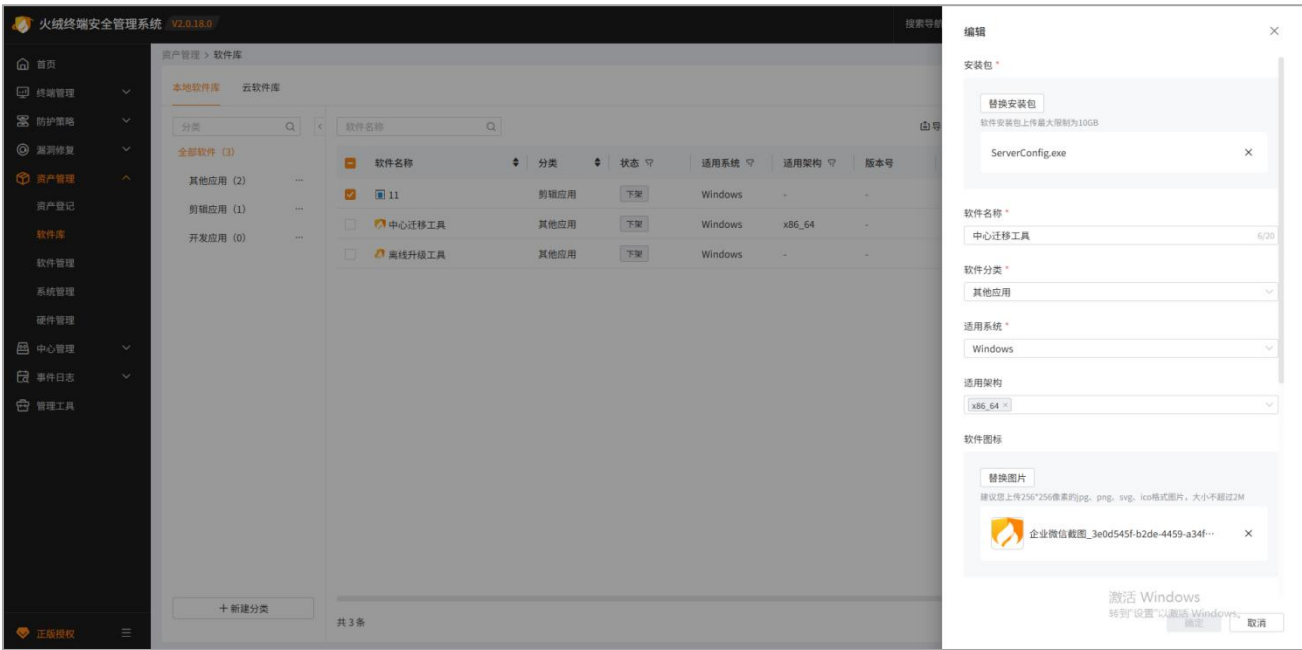 火绒终端安全管理系统 V2.0.18.0
搜索导航
首页
终端管理
防护策略
漏洞修复
资产管理
资产登记
软件库
软件管理
系统管理
硬件管理
中心管理
事件日志
管理工具
正版授权
资产管理 > 软件库
本地软件库 云软件库
分类
全部软件 (3)
其他应用 (2) ...
剪辑应用 (1) ...
开发应用 (0) ...
+ 新建分类
软件名称
导
软件名称 分类 状态 适用系统 适用架构 版本号
11 剪辑应用 下架 Windows - -
中心迁移工具 其他应用 下架 Windows x86_64 -
离线升级工具 其他应用 下架 Windows - -
共 3 条
编辑
安装包 *
替换安装包
软件安装包上传最大限制为10GB
ServerConfig.exe
软件名称 *
中心迁移工具 6/20
软件分类 *
其他应用
适用系统 *
Windows
适用架构
x86_64 ×
软件图标
替换图片
建议您上传256*256像素的jpg、png、svg、ico格式图片，大小不超过2M
企业微信截图_3e0d545f-b2de-4459-a34f···
激活 Windows
转到"设置"以激活 Windows。
确定 取消